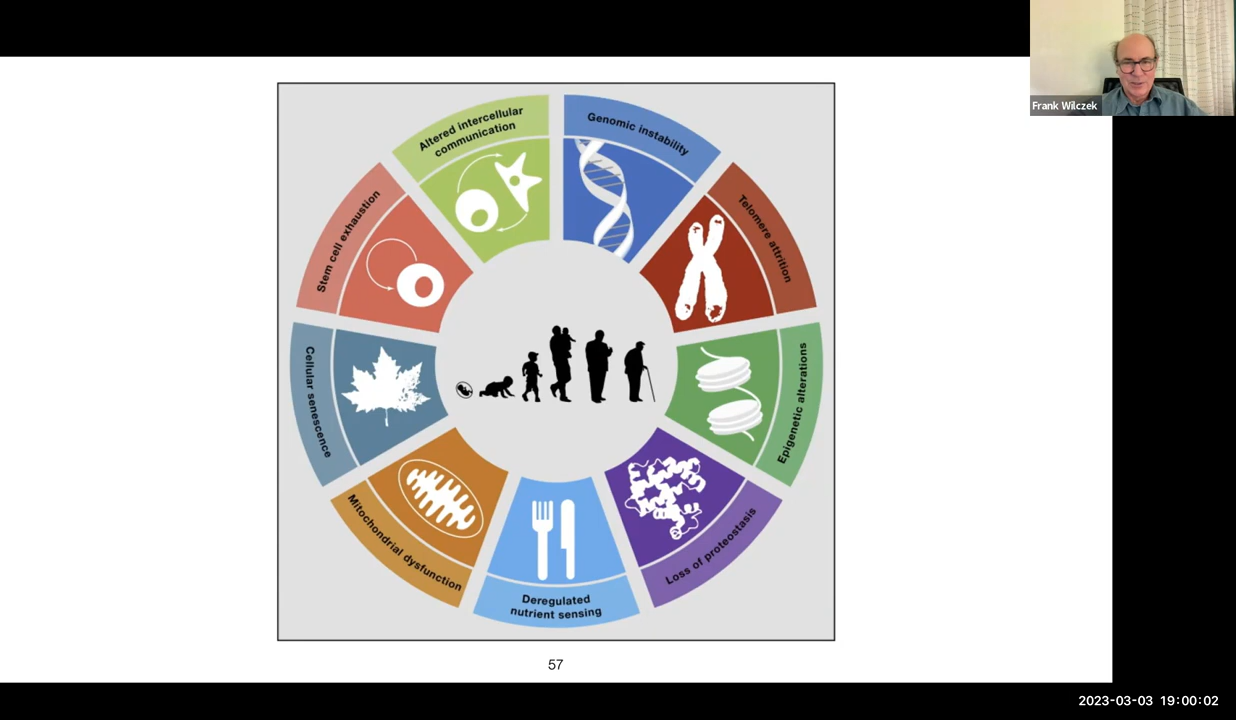 Frank Wilczek
Altered intercellular
communication
Genomic instability
Telomere attrition
Epigenetic alterations
Loss of proteostasis
Deregulated
nutrient sensing
Mitochondrial dysfunction
Cellular senescence
Stem cell exhaustion
57
2023-03-03 19:00:02